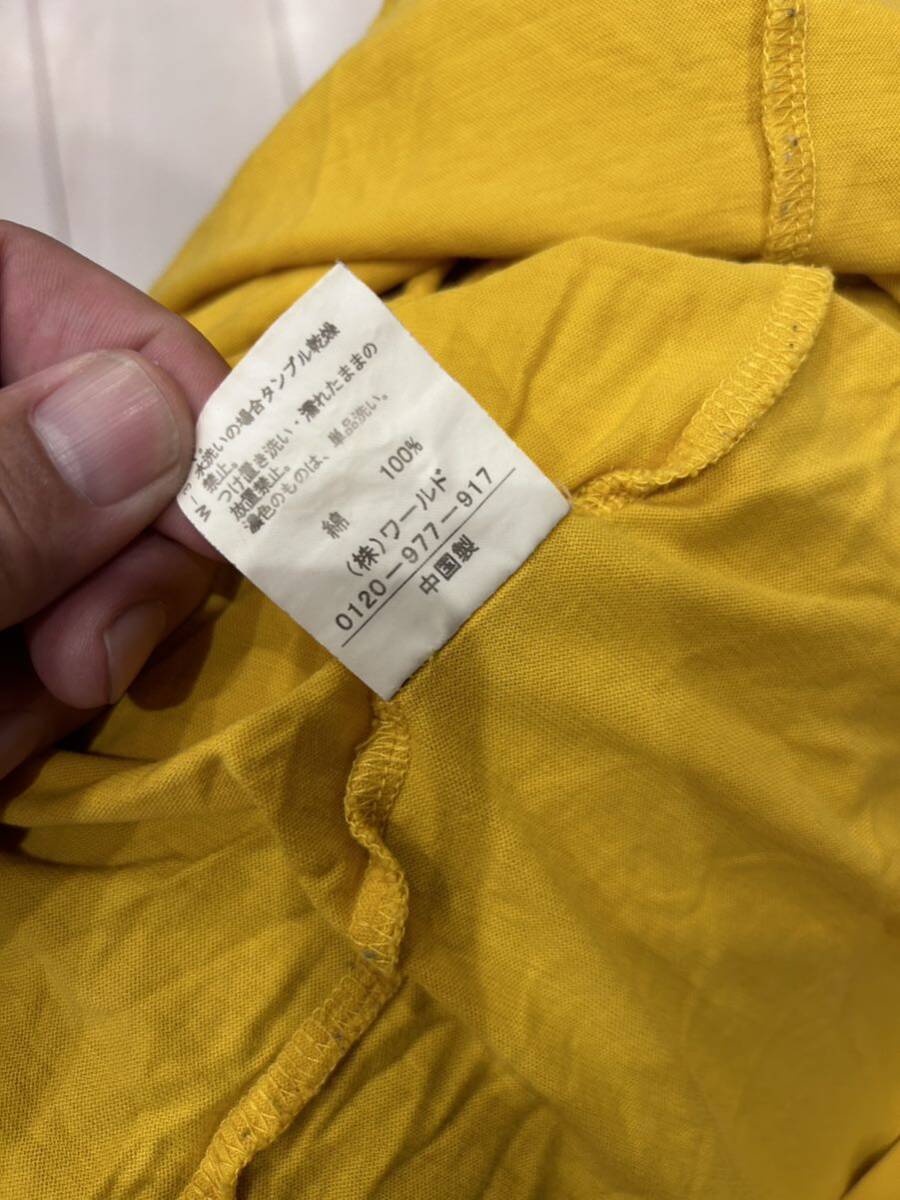 水洗いの場合タンブル乾燥
禁止。
つけ置き洗い・濡れたままの
放置禁止。
濃色のものは、単品洗い。
綿 100%
(株)ワールド
0120-977-917
中国製